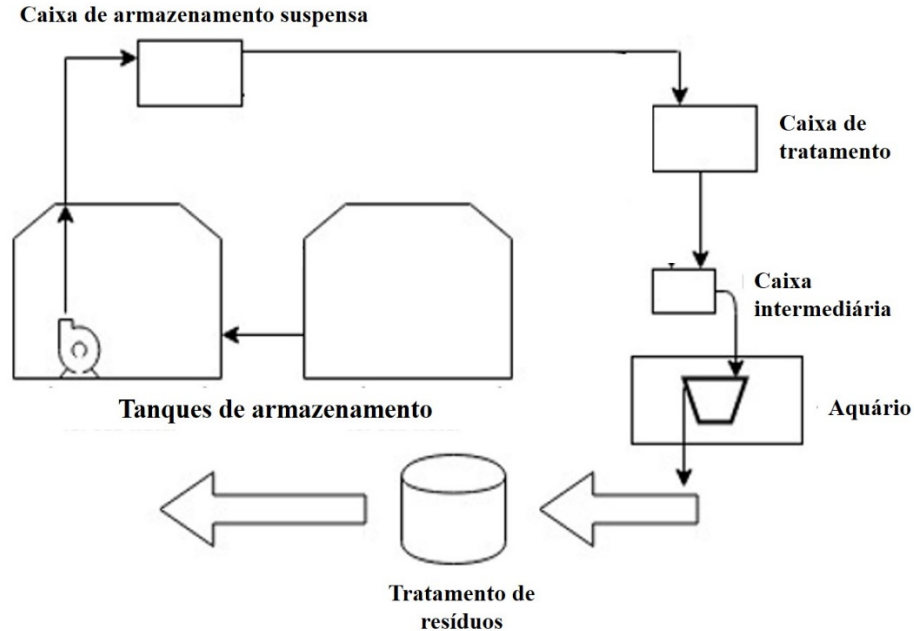 Caixa de armazenamento suspensa
Caixa de
tratamento
Caixa
intermediária
Tanques de armazenamento
Aquário
Tratamento de
resíduos